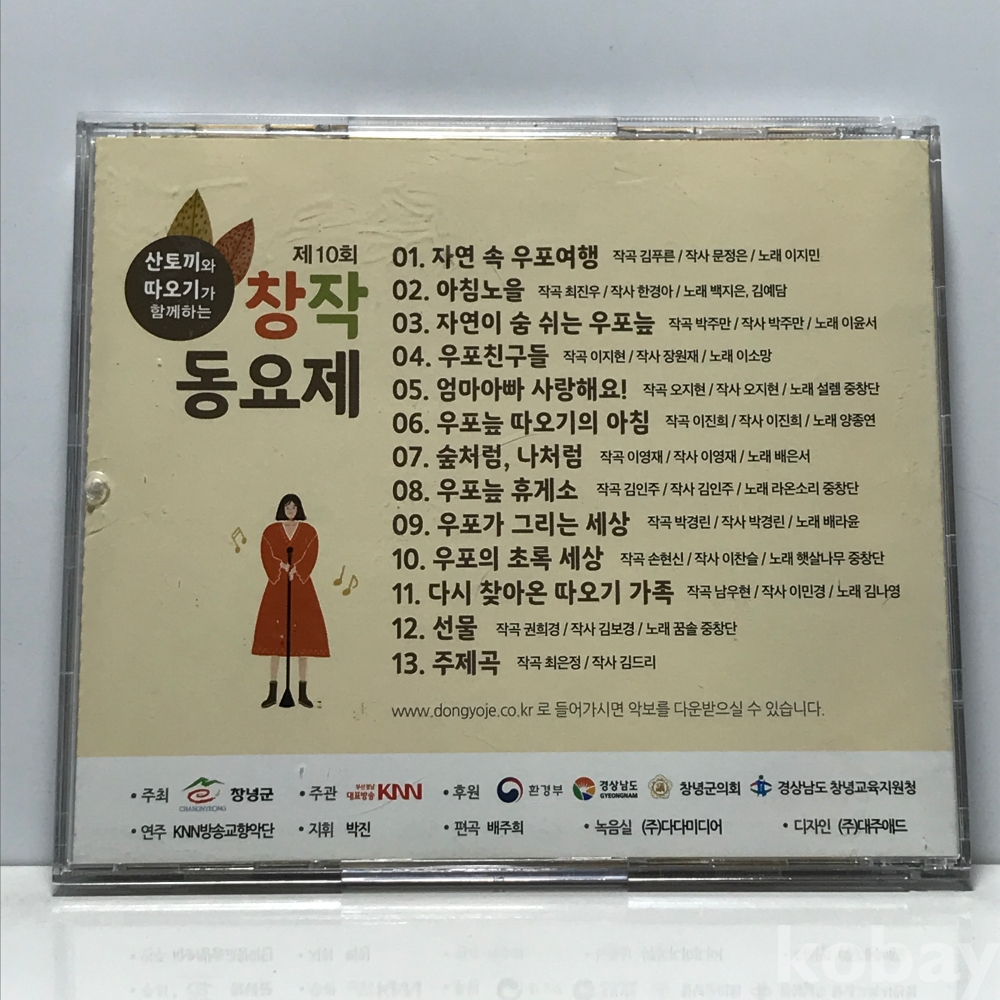 산토끼와
따오기가
함께하는
제10회
창작
동요제
01. 자연 속 우포여행 작곡 김푸른 / 작사 문정은 / 노래 이지민
02. 아침노을 작곡 최진우 / 작사 한경아 / 노래 백지은, 김예담
03. 자연이 숨 쉬는 우포늪 작곡 박주만 / 작사 박주만 / 노래 이윤서
04. 우포친구들 작곡 이지현 / 작사 장원재 / 노래 이소망
05. 엄마아빠 사랑해요! 작곡 오지현 / 작사 오지현 / 노래 설렘 중창단
06. 우포늪 따오기의 아침 작곡 이진희 / 작사 이진희 / 노래 양종연
07. 숲처럼, 나처럼 작곡 이영재 / 작사 이영재 / 노래 배은서
08. 우포늪 휴게소 작곡 김인주 / 작사 김인주 / 노래 라온소리 중창단
09. 우포가 그리는 세상 작곡 박경린 / 작사 박경린 / 노래 배라윤
10. 우포의 초록 세상 작곡 손현신 / 작사 이찬슬 / 노래 햇살나무 중창단
11. 다시 찾아온 따오기 가족 작곡 남우현 / 작사 이민경 / 노래 김나영
12. 선물 작곡 권희경 / 작사 김보경 / 노래 꿈솔 중창단
13. 주제곡 작곡 최은정 / 작사 김드리
www.dongyoje.co.kr 로 들어가시면 악보를 다운받으실 수 있습니다.
• 주최 CHANGNYEONG 창녕군 • 주관 부산경남 대표방송 KNN • 후원 환경부 경상남도 GYEONGNAM 창녕군의회 경상남도 창녕교육지원청
• 연주 KNN방송교향악단 • 지휘 박진 • 편곡 배주희 • 녹음실 (주)다다미디어 • 디자인 (주)대주애드
kobay